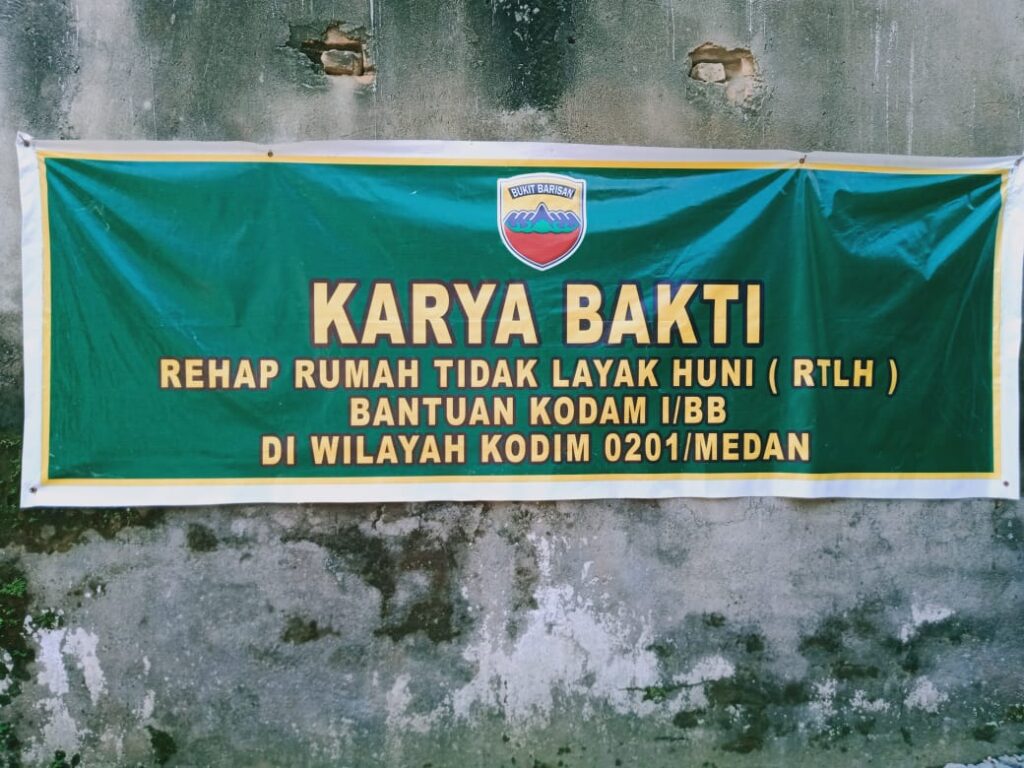 BUKIT BARISAN
KARYA BAKTI
REHAP RUMAH TIDAK LAYAK HUNI ( RTLH )
BANTUAN KODAM I/BB
DI WILAYAH KODIM 0201/MEDAN